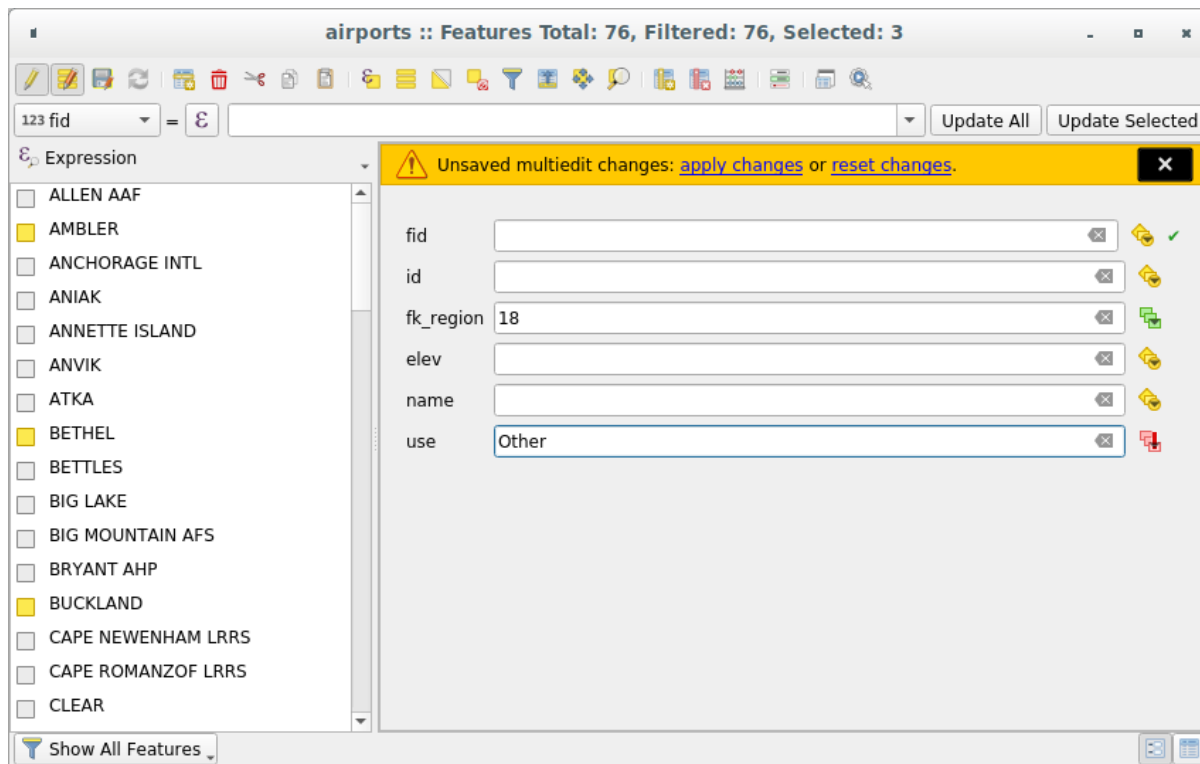 airports :: Features Total: 76, Filtered: 76, Selected: 3
123 fid = ε Update All Update Selected
ε Expression
Unsaved multiedit changes: apply changes or reset changes.
ALLEN AAF
AMBLER
ANCHORAGE INTL
ANIAK
ANNETTE ISLAND
ANVIK
ATKA
BETHEL
BETTLES
BIG LAKE
BIG MOUNTAIN AFS
BRYANT AHP
BUCKLAND
CAPE NEWENHAM LRRS
CAPE ROMANZOF LRRS
CLEAR
fid
id
fk_region 18
elev
name
use Other
Show All Features